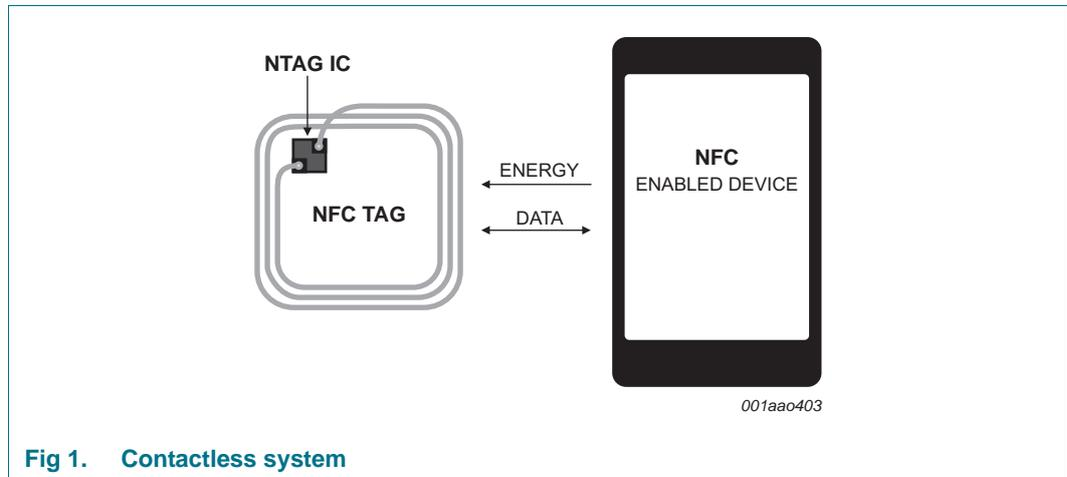 NTAG IC
NFC TAG
ENERGY
DATA
NFC
ENABLED DEVICE
001aao403
Fig 1. Contactless system